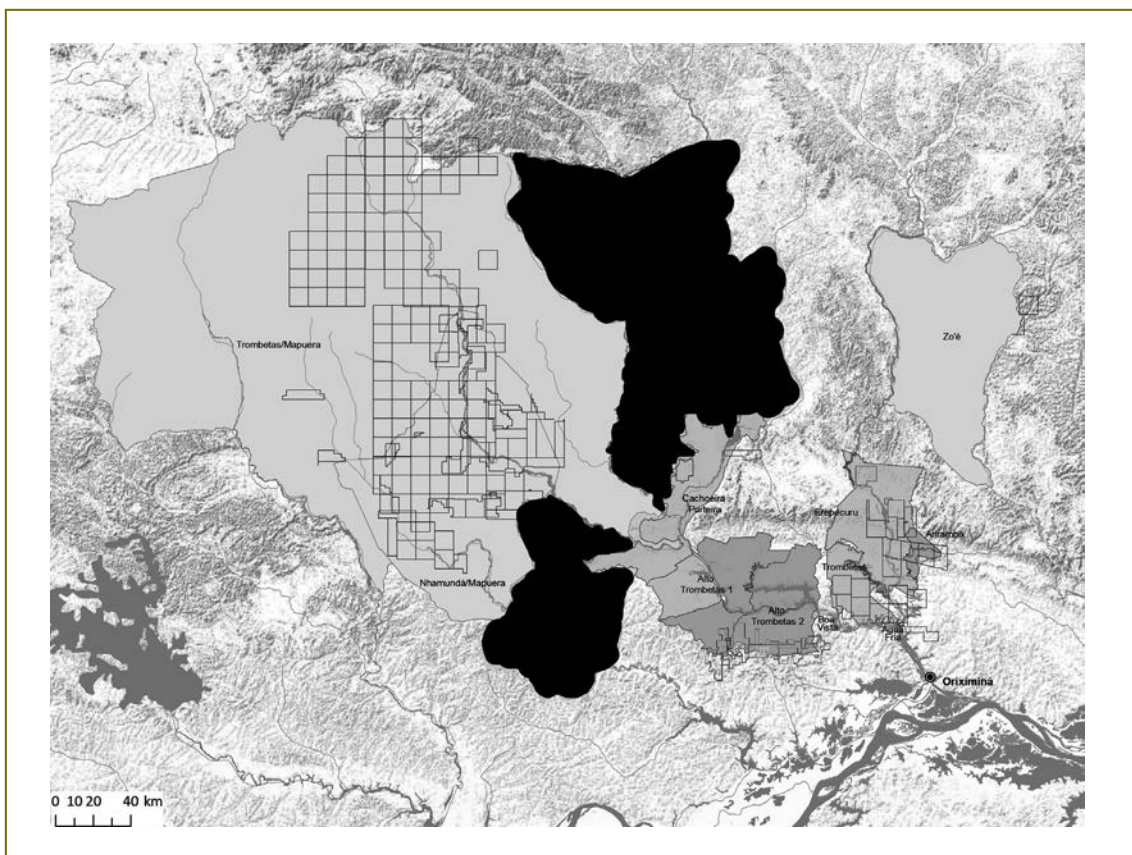 Zo'é
Trombetas/Mapuera
Cachoeira
Porteira
Erepecuru
Ariramba
Trombetas
Alto
Trombetas 1
Nhamundá/Mapuera
Alto
Trombetas 2
Boa
Vista
Água
Fria
Oriximiná
0 10 20 40 km